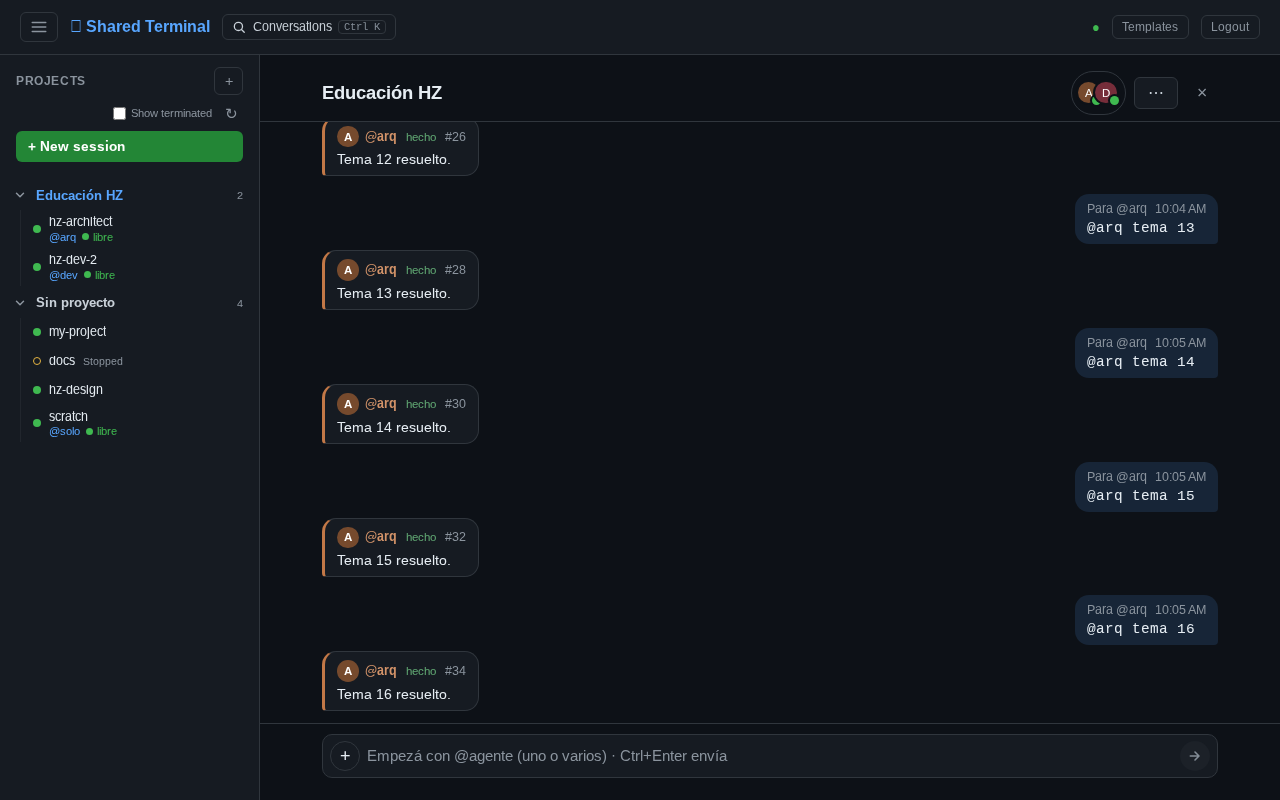 Shared Terminal
Conversations Ctrl K
Templates
Logout
PROJECTS
+
Show terminated
+ New session
Educación HZ 2
hz-architect
@arq libre
hz-dev-2
@dev libre
Sin proyecto 4
my-project
docs Stopped
hz-design
scratch
@solo libre
Educación HZ
A D
⋯ ×
A @arq hecho #26
Tema 12 resuelto.
Para @arq 10:04 AM
@arq tema 13
A @arq hecho #28
Tema 13 resuelto.
Para @arq 10:05 AM
@arq tema 14
A @arq hecho #30
Tema 14 resuelto.
Para @arq 10:05 AM
@arq tema 15
A @arq hecho #32
Tema 15 resuelto.
Para @arq 10:05 AM
@arq tema 16
A @arq hecho #34
Tema 16 resuelto.
+ Empezá con @agente (uno o varios) · Ctrl+Enter envía